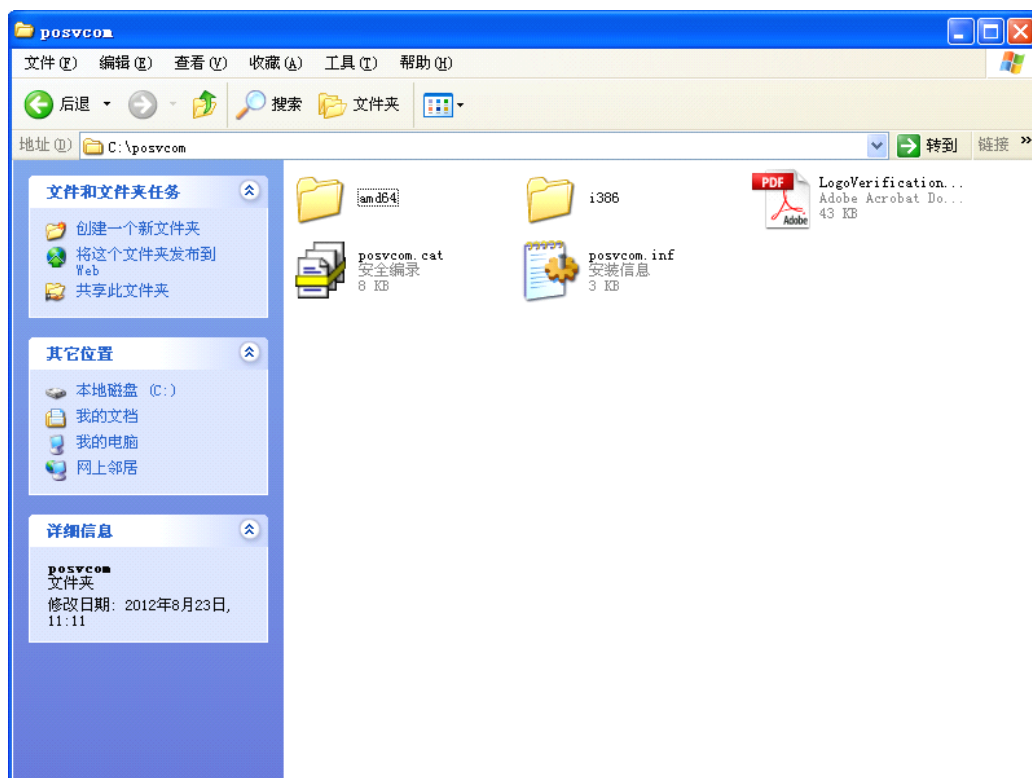 posvcom
文件(F) 编辑(E) 查看(V) 收藏(A) 工具(T) 帮助(H)
后退 搜索 文件夹
地址(D) C:\posvcom 转到 链接 »
文件和文件夹任务
创建一个新文件夹
将这个文件夹发布到
Web
共享此文件夹
其它位置
本地磁盘 (C:)
我的文档
我的电脑
网上邻居
详细信息
posvcom
文件夹
修改日期: 2012年8月23日,
11:11
amd64
i386
PDF
Adobe
LogoVerification...
Adobe Acrobat Do...
43 KB
posvcom.cat
安全编录
8 KB
posvcom.inf
安装信息
3 KB